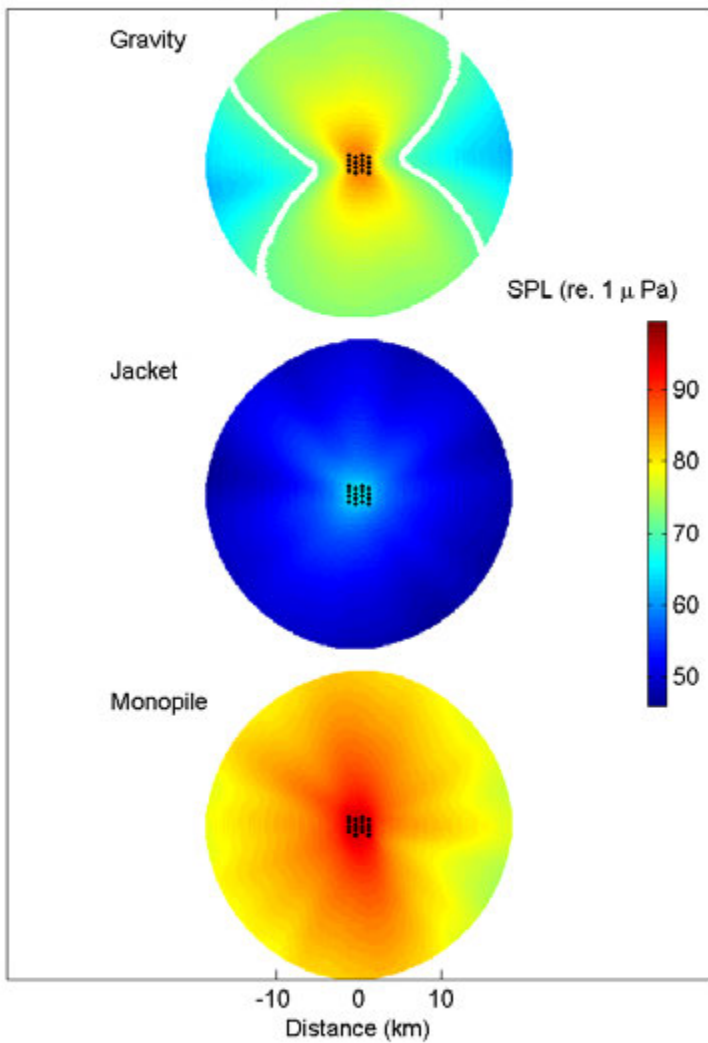 Gravity
SPL (re. 1 μ Pa)
Jacket
90
80
70
60
50
Monopile
-10 0 10
Distance (km)